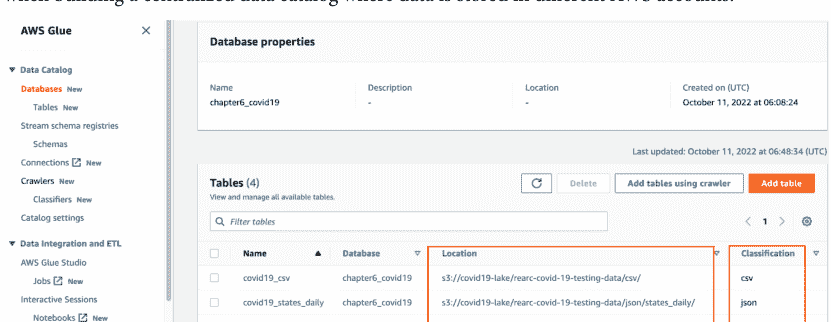 when building a centralized data catalog where data is stored in different AWS accounts.
AWS Glue
Data Catalog
Databases New
Tables New
Stream schema registries
Schemas
Connections New
Crawlers New
Classifiers New
Catalog settings
Data Integration and ETL
AWS Glue Studio
Jobs New
Interactive Sessions
Notebooks New
Database properties
Name Description Location Created on (UTC)
chapter6_covid19 - - October 11, 2022 at 06:08:24
Last updated: October 11, 2022 at 06:48:34 (UTC)
Tables (4) Delete Add tables using crawler Add table
View and manage all available tables.
Filter tables 1
Name Database Location Classification
covid19_csv chapter6_covid19 s3://covid19-lake/rearc-covid-19-testing-data/csv/ csv
covid19_states_daily chapter6_covid19 s3://covid19-lake/rearc-covid-19-testing-data/json/states_daily/ json